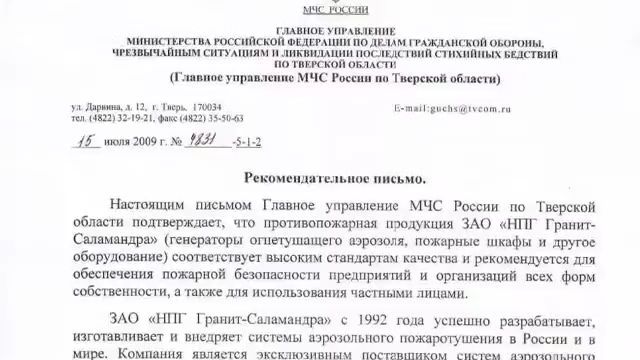 МЧС РОССИИ
ГЛАВНОЕ УПРАВЛЕНИЕ
МИНИСТЕРСТВА РОССИЙСКОЙ ФЕДЕРАЦИИ ПО ДЕЛАМ ГРАЖДАНСКОЙ ОБОРОНЫ,
ЧРЕЗВЫЧАЙНЫМ СИТУАЦИЯМ И ЛИКВИДАЦИИ ПОСЛЕДСТВИЙ СТИХИЙНЫХ БЕДСТВИЙ
ПО ТВЕРСКОЙ ОБЛАСТИ
(Главное управление МЧС России по Тверской области)
ул. Дарвина, д. 12, г. Тверь, 170034
E-mail:guchs@tvcom.ru
тел. (4822) 32-19-21, факс (4822) 35-50-63
15 июля 2009 г. № 4831 -5-1-2
Рекомендательное письмо.
Настоящим письмом Главное управление МЧС России по Тверской
области подтверждает, что противопожарная продукция ЗАО «НПГ Гранит-
Саламандра» (генераторы огнетушащего аэрозоля, пожарные шкафы и другое
оборудование) соответствует высоким стандартам качества и рекомендуется для
обеспечения пожарной безопасности предприятий и организаций всех форм
собственности, а также для использования частными лицами.
ЗАО «НПГ Гранит-Саламандра» с 1992 года успешно разрабатывает,
изготавливает и внедряет системы аэрозольного пожаротушения в России и в
мире. Компания является эксклюзивным поставщиком систем аэрозольного